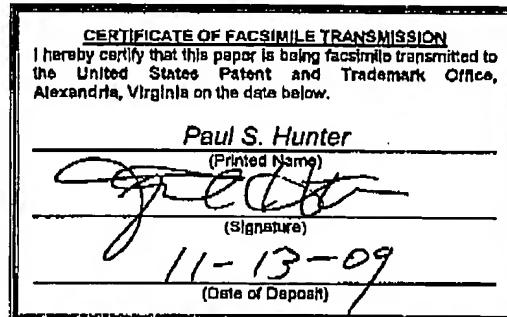 CERTIFICATE OF FACSIMILE TRANSMISSION
I hereby certify that this paper is being facsimile transmitted to
the United States Patent and Trademark Office,
Alexandria, Virginia on the date below.
Paul S. Hunter
(Printed Name)
(Signature)
11-13-09
(Date of Deposit)